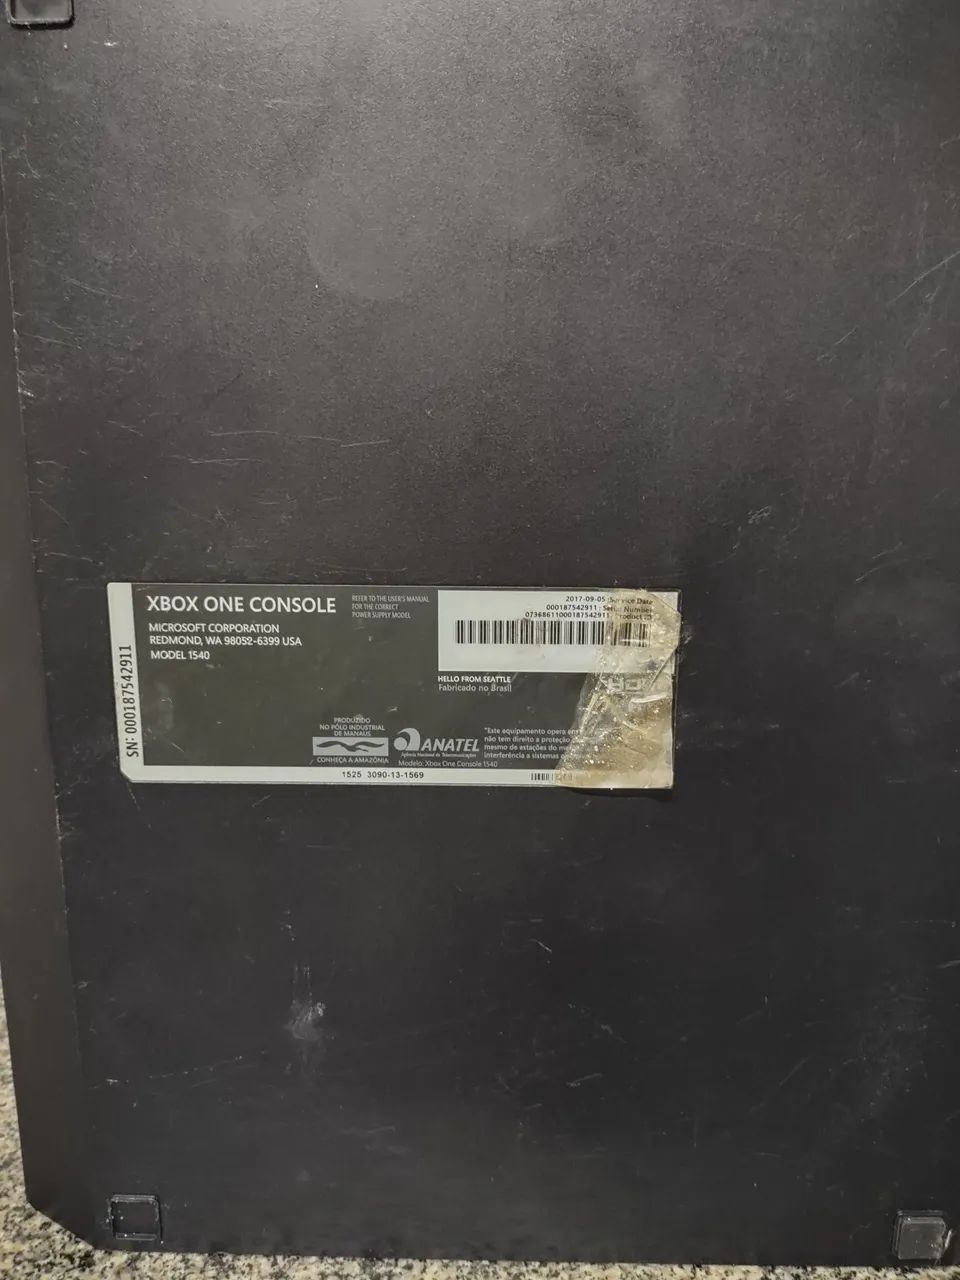 XBOX ONE CONSOLE
MICROSOFT CORPORATION
REDMOND, WA 98052-6399 USA
MODEL 1540
REFER TO THE USER'S MANUAL
FOR THE CORRECT
POWER SUPPLY MODEL
2017-09-05 :Service Date
000187542911 : Serial Number
07368611000187542911 : Product ID
HELLO FROM SEATTLE
Fabricado no Brasil
SN: 000187542911
PRODUZIDO
NO PÓLO INDUSTRIAL
DE MANAUS
CONHEÇA A AMAZÔNIA
ANATEL
Agência Nacional de Telecomunicações
Modelo: Xbox One Console 1540
"Este equipamento opera em
não tem direito a proteção
mesmo de estações do
interferência a sistemas
1525 3090-13-1569